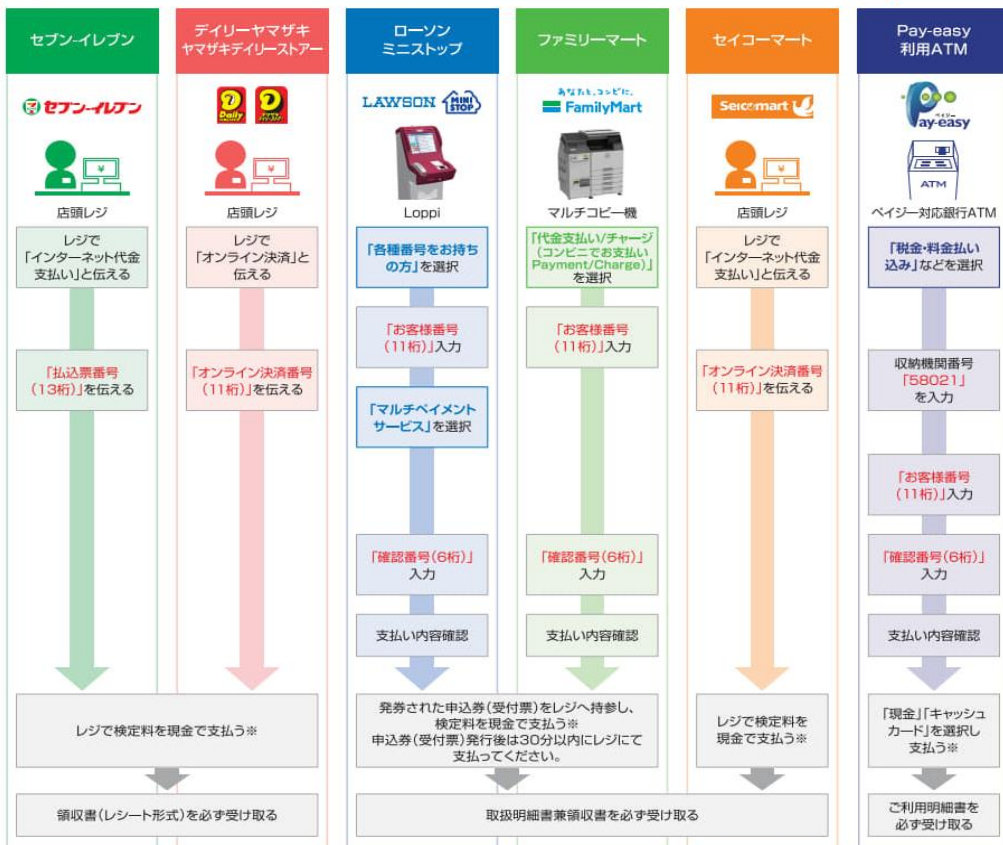 セブン-イレブン
セブン-イレブン
店頭レジ
レジで
「インターネット代金
支払い」と伝える
「払込票番号
(13桁)」を伝える
デイリーヤマザキ
ヤマザキデイリーストアー
Daily
店頭レジ
レジで
「オンライン決済」と
伝える
「オンライン決済番号
(11桁)」を伝える
レジで検定料を現金で支払う※
領収書(レシート形式)を必ず受け取る
ローソン
ミニストップ
LAWSON
MINI
STOP
Loppi
「各種番号をお持ち
の方」を選択
「お客様番号
(11桁)」入力
「マルチペイメント
サービス」を選択
「確認番号(6桁)」
入力
支払い内容確認
ファミリーマート
あなたと、コンビに、
FamilyMart
マルチコピー機
「代金支払い/チャージ
(コンビニでお支払い
Payment/Charge)」
を選択
「お客様番号
(11桁)」入力
「確認番号(6桁)」
入力
支払い内容確認
発券された申込券(受付票)をレジへ持参し、
検定料を現金で支払う※
申込券(受付票)発行後は30分以内にレジにて
支払ってください。
セイコーマート
Seicomart
店頭レジ
レジで
「インターネット代金
支払い」と伝える
「オンライン決済番号
(11桁)」を伝える
レジで検定料を
現金で支払う※
取扱明細書兼領収書を必ず受け取る
Pay-easy
利用ATM
ペイジー
Pay-easy
ATM
ペイジー対応銀行ATM
「税金・料金払い
込み」などを選択
収納機関番号
「58021」
を入力
「お客様番号
(11桁)」入力
「確認番号(6桁)」
入力
支払い内容確認
「現金」「キャッシュ
カード」を選択し
支払う※
ご利用明細書を
必ず受け取る